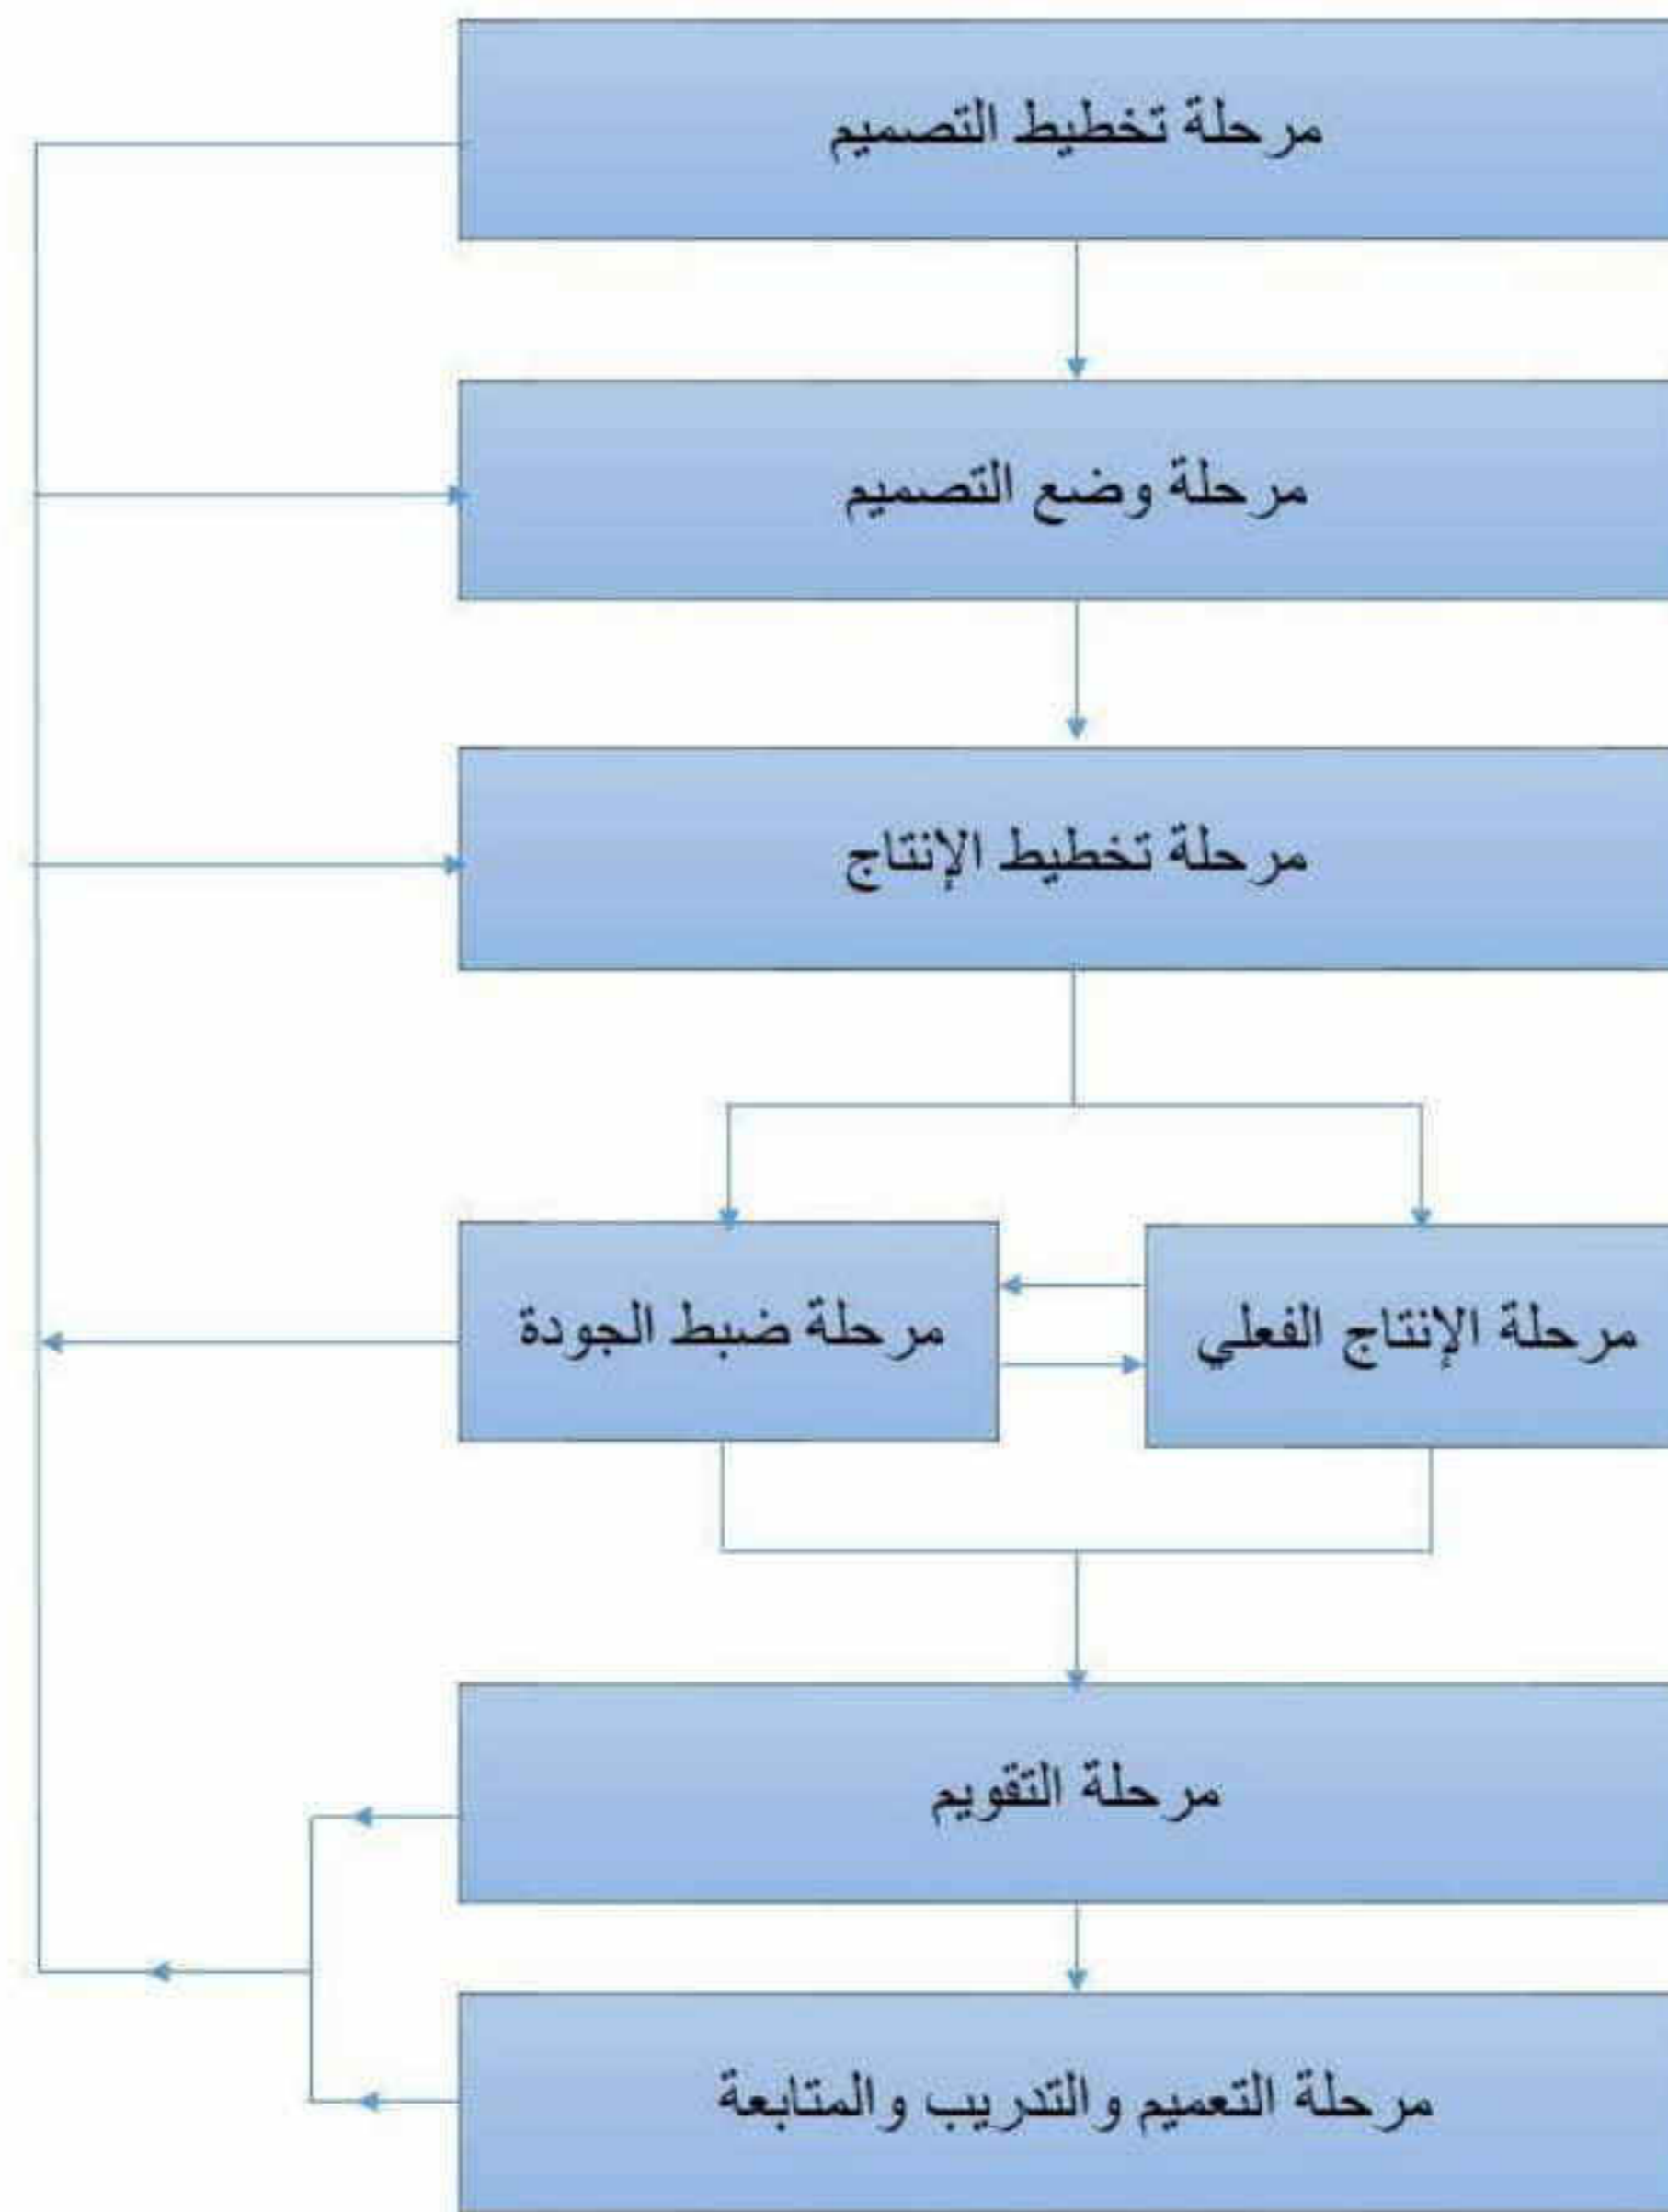 مرحلة تخطيط التصميم
مرحلة وضع التصميم
مرحلة تخطيط الإنتاج
مرحلة الإنتاج الفعلي
مرحلة ضبط الجودة
مرحلة التقويم
مرحلة التعميم والتدريب والمتابعة